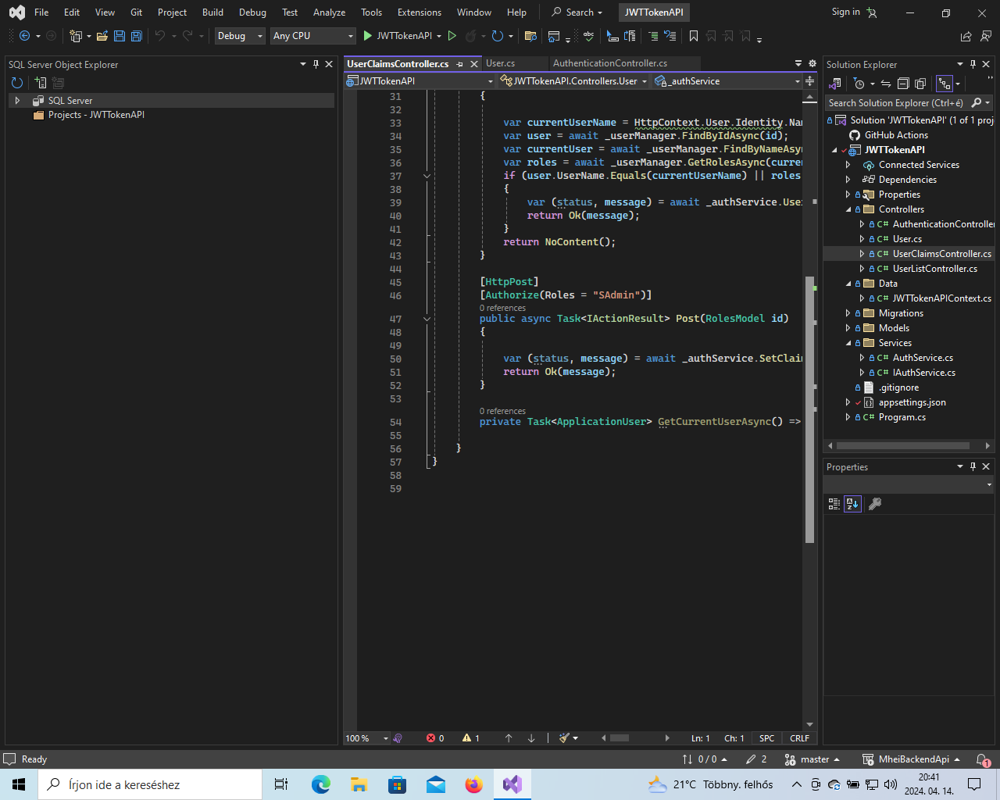 File Edit View Git Project Build Debug Test Analyze Tools Extensions Window Help Search JWTTokenAPI Sign in
Debug Any CPU JWTTokenAPI
SQL Server Object Explorer
SQL Server
Projects - JWTTokenAPI
UserClaimsController.cs User.cs AuthenticationController.cs
JWTTokenAPI JWTTokenAPI.Controllers.User _authService
31 {
32
33 var currentUserName = HttpContext.User.Identity.Nam
34 var user = await _userManager.FindByIdAsync(id);
35 var currentUser = await _userManager.FindByNameAsyn
36 var roles = await _userManager.GetRolesAsync(curren
37 if (user.UserName.Equals(currentUserName) || roles
38 {
39 var (status, message) = await _authService.User
40 return Ok(message);
41 }
42 return NoContent();
43 }
44
45 [HttpPost]
46 [Authorize(Roles = "SAdmin")]
0 references
47 public async Task<IActionResult> Post(RolesModel id)
48 {
49
50 var (status, message) = await _authService.SetClaim
51 return Ok(message);
52 }
53
0 references
54 private Task<ApplicationUser> GetCurrentUserAsync() =>
55
56 }
57 }
58
59
100 % 0 1 Ln: 1 Ch: 1 SPC CRLF
Solution Explorer
Search Solution Explorer (Ctrl+é)
Solution 'JWTTokenAPI' (1 of 1 proj
GitHub Actions
JWTTokenAPI
Connected Services
Dependencies
Properties
Controllers
C# AuthenticationController
C# User.cs
C# UserClaimsController.cs
C# UserListController.cs
Data
C# JWTTokenAPIContext.cs
Migrations
Models
Services
C# AuthService.cs
C# IAuthService.cs
.gitignore
appsettings.json
C# Program.cs
Properties
Ready 0 / 0 2 master MheiBackendApi 1
Írjon ide a kereséshez 21°C Többny. felhős 20:41
2024. 04. 14.